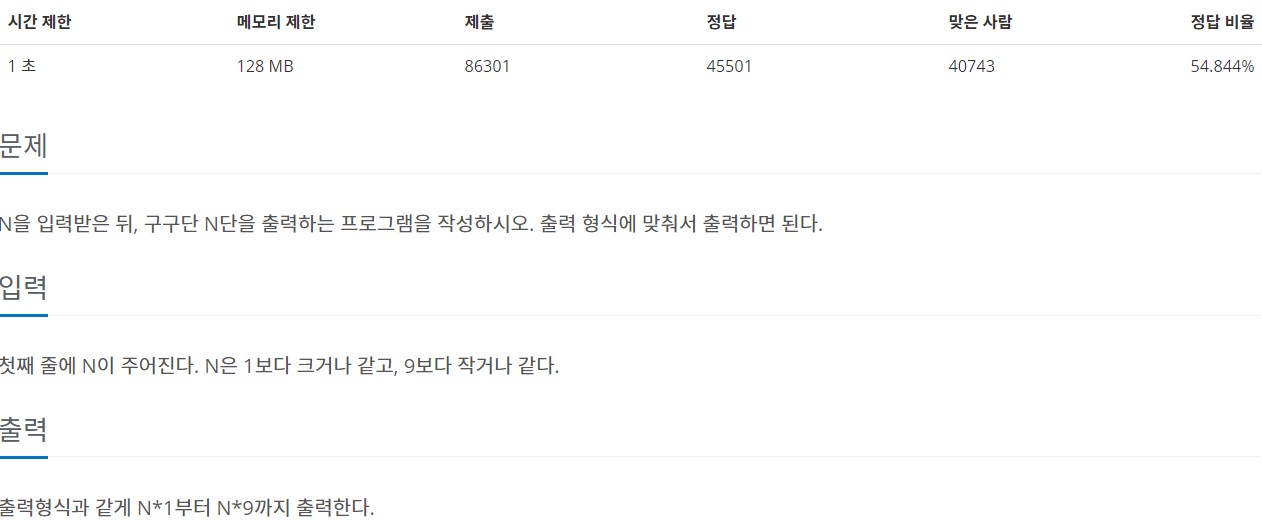 시간 제한 메모리 제한 제출 정답 맞은 사람 정답 비율
1 초 128 MB 86301 45501 40743 54.844%
문제
N을 입력받은 뒤, 구구단 N단을 출력하는 프로그램을 작성하시오. 출력 형식에 맞춰서 출력하면 된다.
입력
첫째 줄에 N이 주어진다. N은 1보다 크거나 같고, 9보다 작거나 같다.
출력
출력형식과 같게 N*1부터 N*9까지 출력한다.